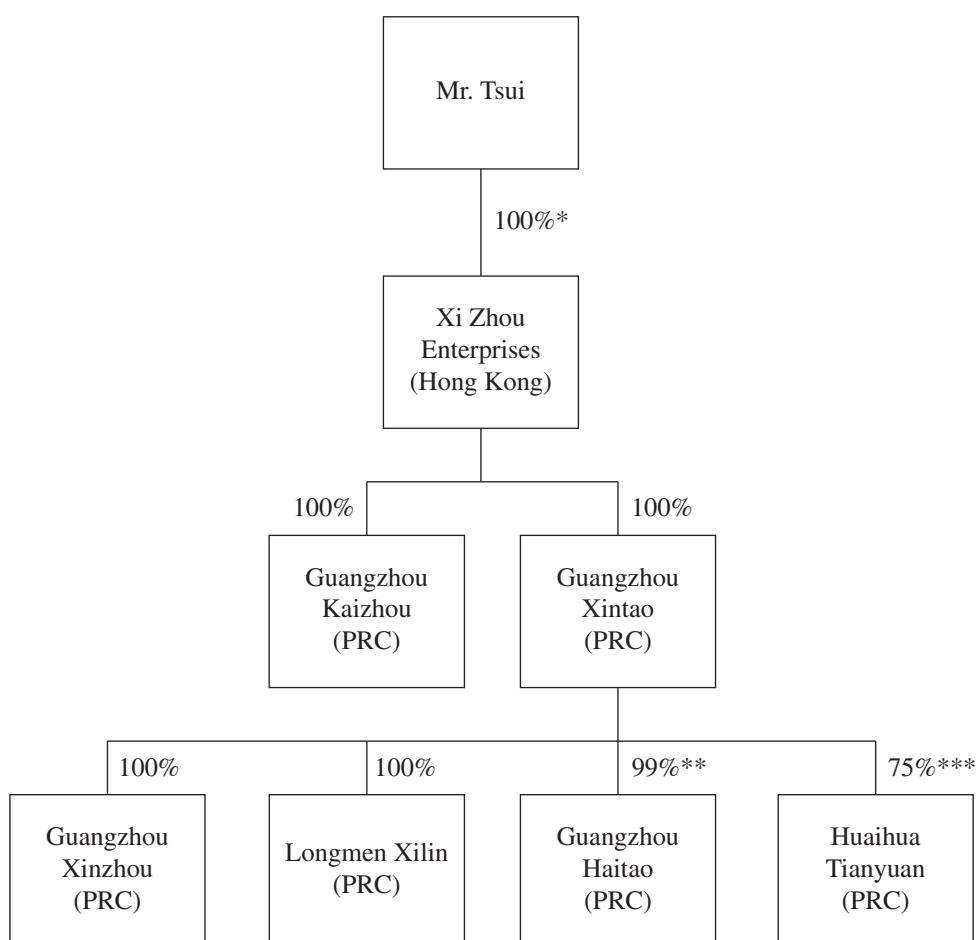 Mr. Tsui
100%*
Xi Zhou
Enterprises
(Hong Kong)
100%
100%
Guangzhou
Kaizhou
(PRC)
Guangzhou
Xintao
(PRC)
100%
100%
99%**
75%***
Guangzhou
Xinzhou
(PRC)
Longmen Xilin
(PRC)
Guangzhou
Haitao
(PRC)
Huaihua
Tianyuan
(PRC)